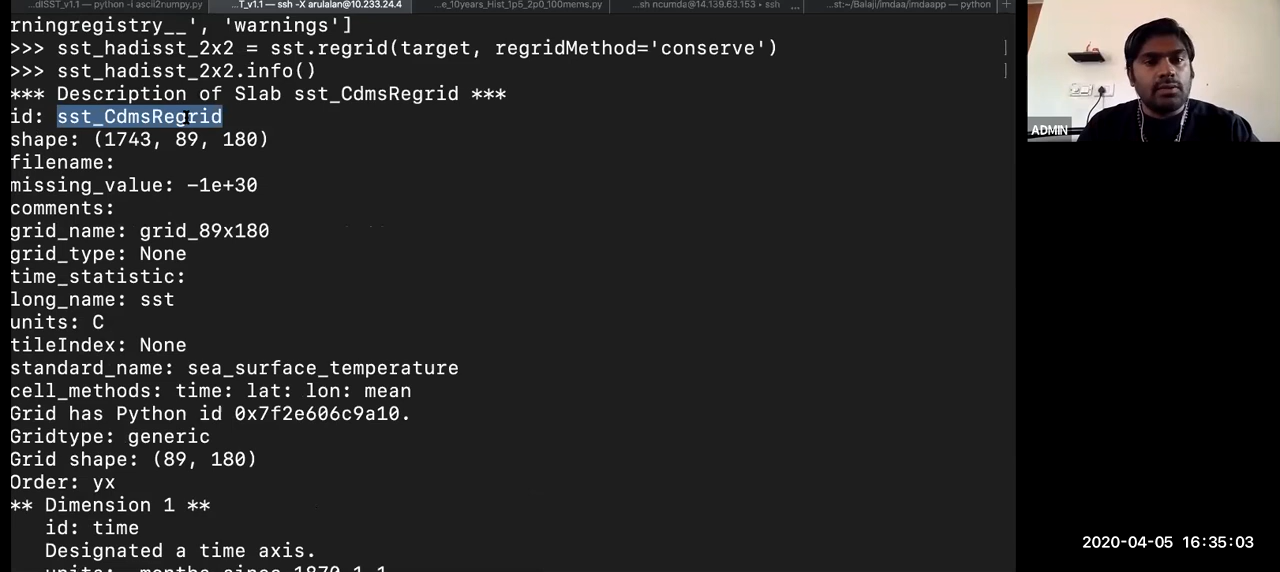 ...dISST_v1.1 — python -i ascii2numpy.py
...T_v1.1 — ssh -X arulalan@10.233.24.4
...e_10years_Hist_1p5_2p0_100mems.py
...sh ncumda@14.139.63.153 ▸ ssh ...
...st:~/Balaji/imdaa/imdaapp — python
rningregistry__', 'warnings']
>>> sst_hadisst_2x2 = sst.regrid(target, regridMethod='conserve')
>>> sst_hadisst_2x2.info()
*** Description of Slab sst_CdmsRegrid ***
id: sst_CdmsRegrid
shape: (1743, 89, 180)
filename:
missing_value: -1e+30
comments:
grid_name: grid_89x180
grid_type: None
time_statistic:
long_name: sst
units: C
tileIndex: None
standard_name: sea_surface_temperature
cell_methods: time: lat: lon: mean
Grid has Python id 0x7f2e606c9a10.
Gridtype: generic
Grid shape: (89, 180)
Order: yx
** Dimension 1 **
id: time
Designated a time axis.
units: months since 1870-1-1
ADMIN
2020-04-05 16:35:03